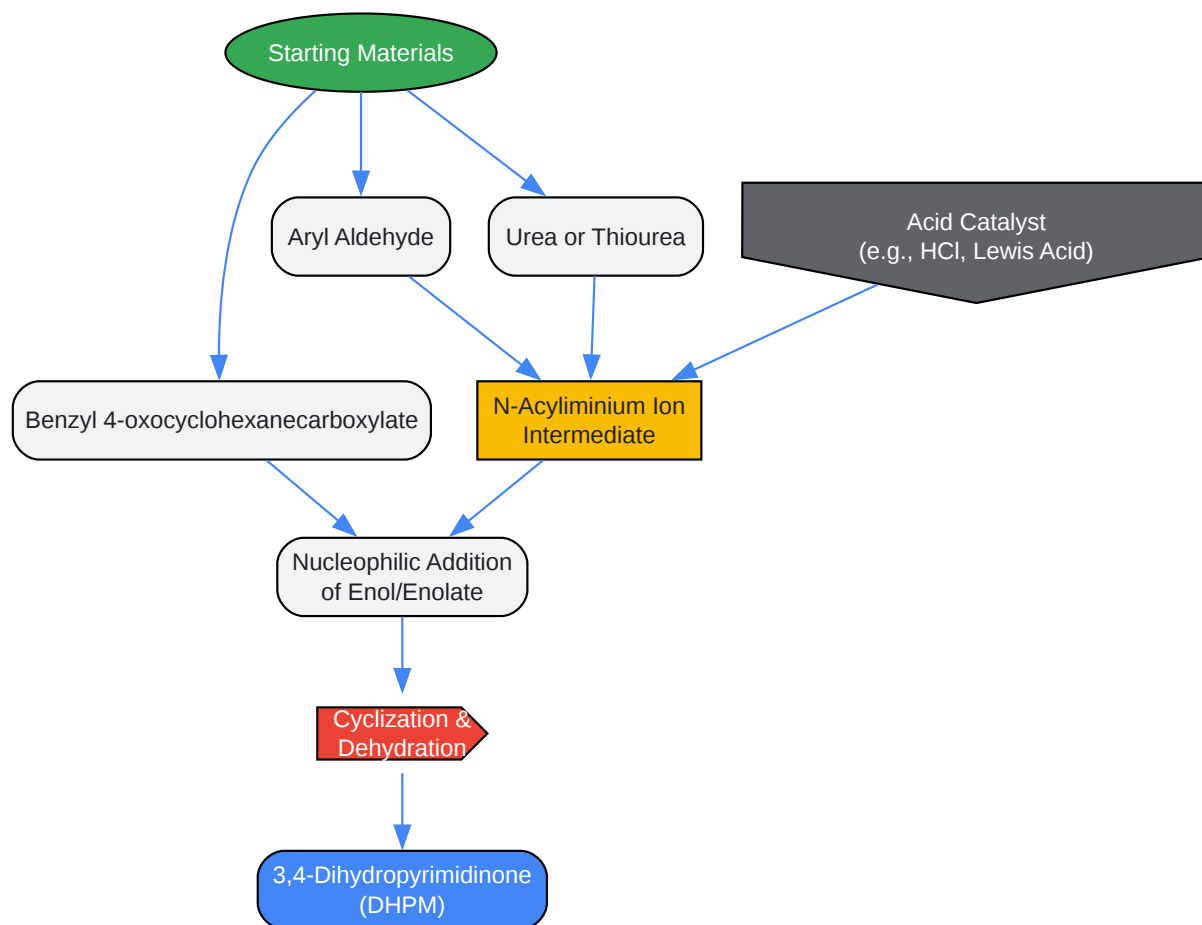 Starting Materials
Aryl Aldehyde
Urea or Thiourea
Acid Catalyst
(e.g., HCl, Lewis Acid)
Benzyl 4-oxocyclohexanecarboxylate
N-Acyliminium Ion
Intermediate
Nucleophilic Addition
of Enol/Enolate
Cyclization &
Dehydration
3,4-Dihydropyrimidinone
(DHPM)